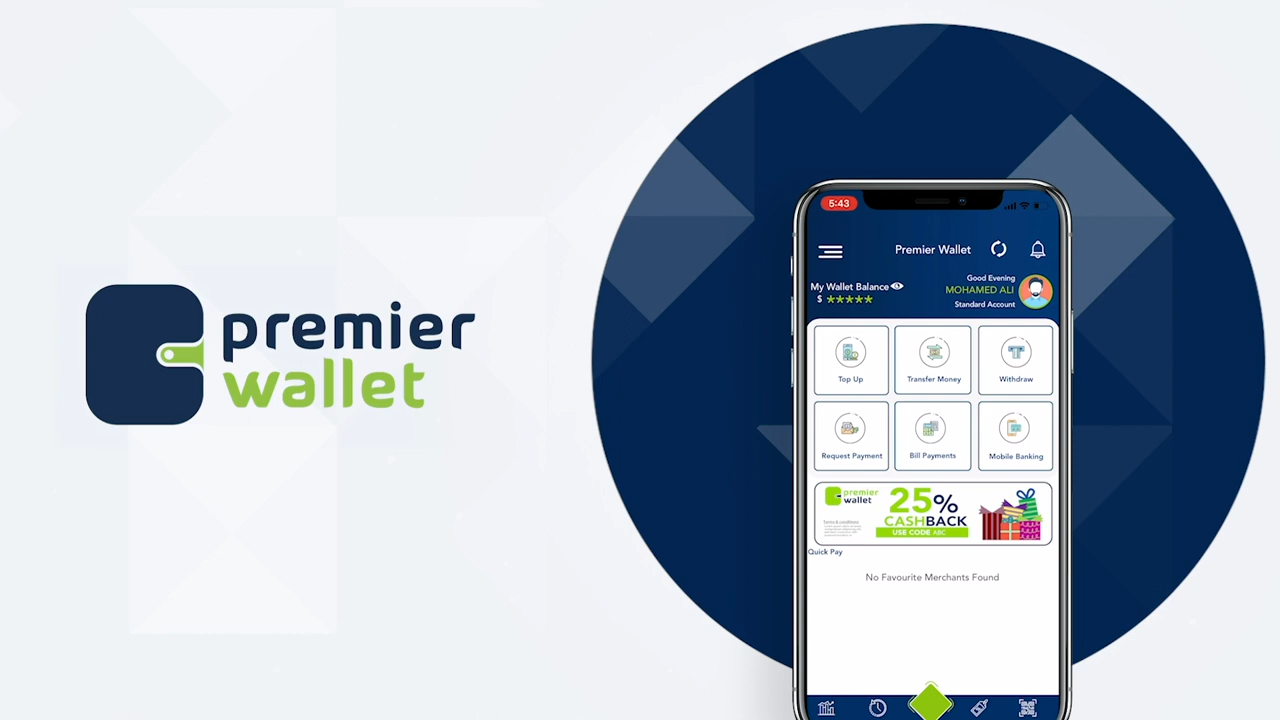 premier
wallet
5:43
Premier Wallet
My Wallet Balance
$ *****
Good Evening
MOHAMED ALI
Standard Account
Top Up
Transfer Money
Withdraw
Request Payment
Bill Payments
Mobile Banking
premier
wallet
Terms & conditions
25%
CASHBACK
USE CODE ABC
Quick Pay
No Favourite Merchants Found